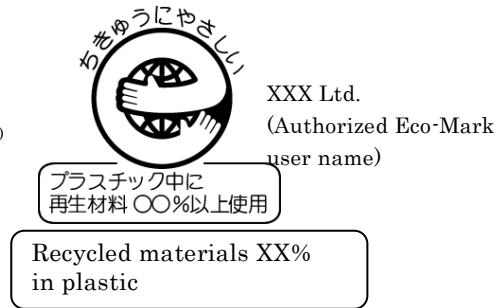 ちきゅうにやさしい
XXX Ltd.
(Authorized Eco-Mark
user name)
)
プラスチック中に
再生材料 〇〇%以上使用
Recycled materials XX%
in plastic